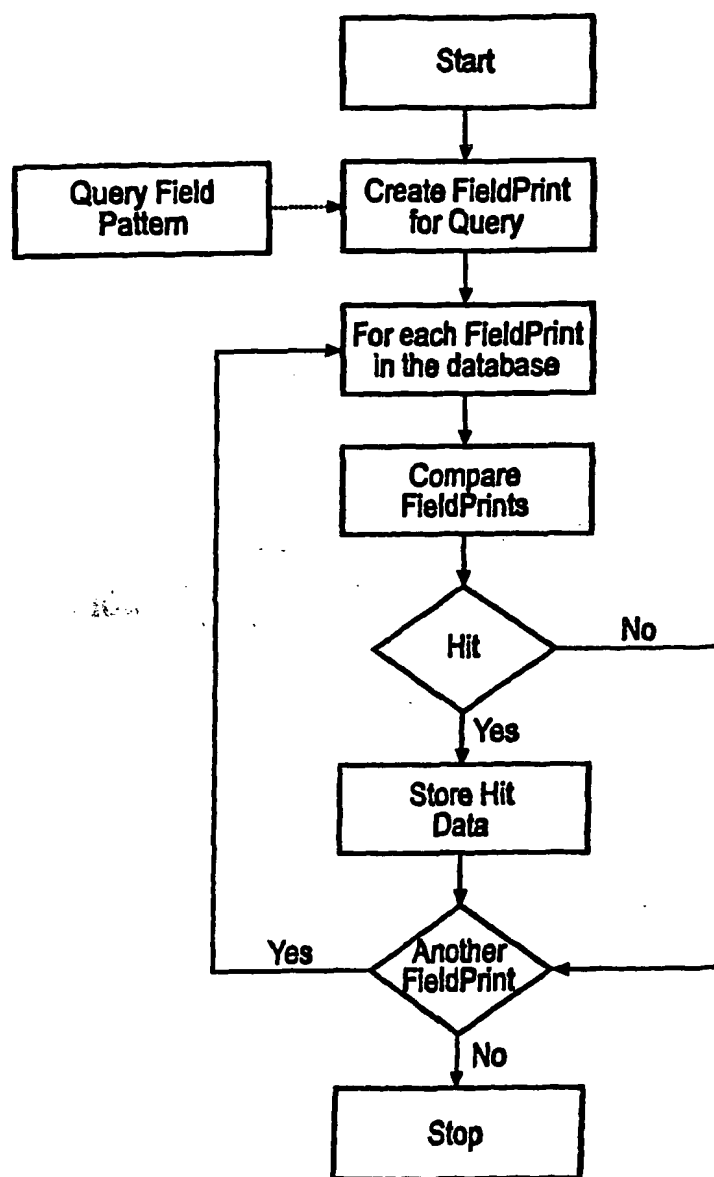 Start
Query Field
Pattern
Create FieldPrint
for Query
For each FieldPrint
in the database
Compare
FieldPrints
Hit
No
Yes
Store Hit
Data
Yes
Another
FieldPrint
No
Stop